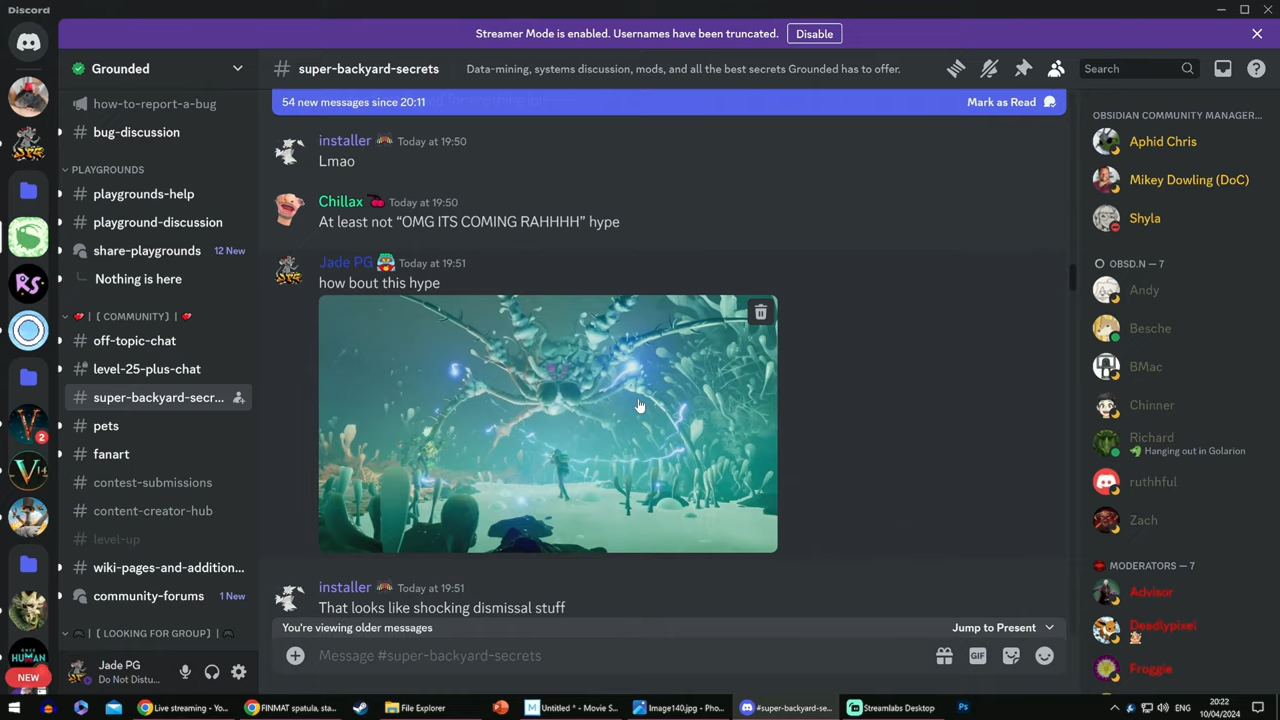 Discord
Streamer Mode is enabled. Usernames have been truncated.
Disable
Grounded
super-backyard-secrets
Data-mining, systems discussion, mods, and all the best secrets Grounded has to offer.
Search
how-to-report-a-bug
bug-discussion
PLAYGROUNDS
playgrounds-help
playground-discussion
share-playgrounds
12 New
Nothing is here
| [ COMMUNITY ] |
off-topic-chat
level-25-plus-chat
super-backyard-secr...
pets
fanart
contest-submissions
content-creator-hub
level-up
wiki-pages-and-addition...
community-forums
1 New
| [ LOOKING FOR GROUP ] |
Jade PG
Do Not Distu...
54 new messages since 20:11
Mark as Read
installer
Today at 19:50
Lmao
Chillax
Today at 19:50
At least not “OMG ITS COMING RAHHHH” hype
Jade PG
Today at 19:51
how bout this hype
installer
Today at 19:51
That looks like shocking dismissal stuff
You're viewing older messages
Jump to Present
Message #super-backyard-secrets
GIF
OBSIDIAN COMMUNITY MANAGER...
Aphid Chris
Mikey Dowling (DoC)
Shyla
OBSD.N — 7
Andy
Besche
BMac
Chinner
Richard
Hanging out in Golarion
ruthhful
Zach
MODERATORS — 7
Advisor
Deadlypixel
Froggie
RS
2
V14
ONCE
HUMAN
NEW
Live streaming - Yo...
FINMAT spatula, sta...
File Explorer
Untitled * - Movie S...
Image140.jpg - Pho...
#super-backyard-se...
Streamlabs Desktop
Ps
ENG
20:22
10/04/2024